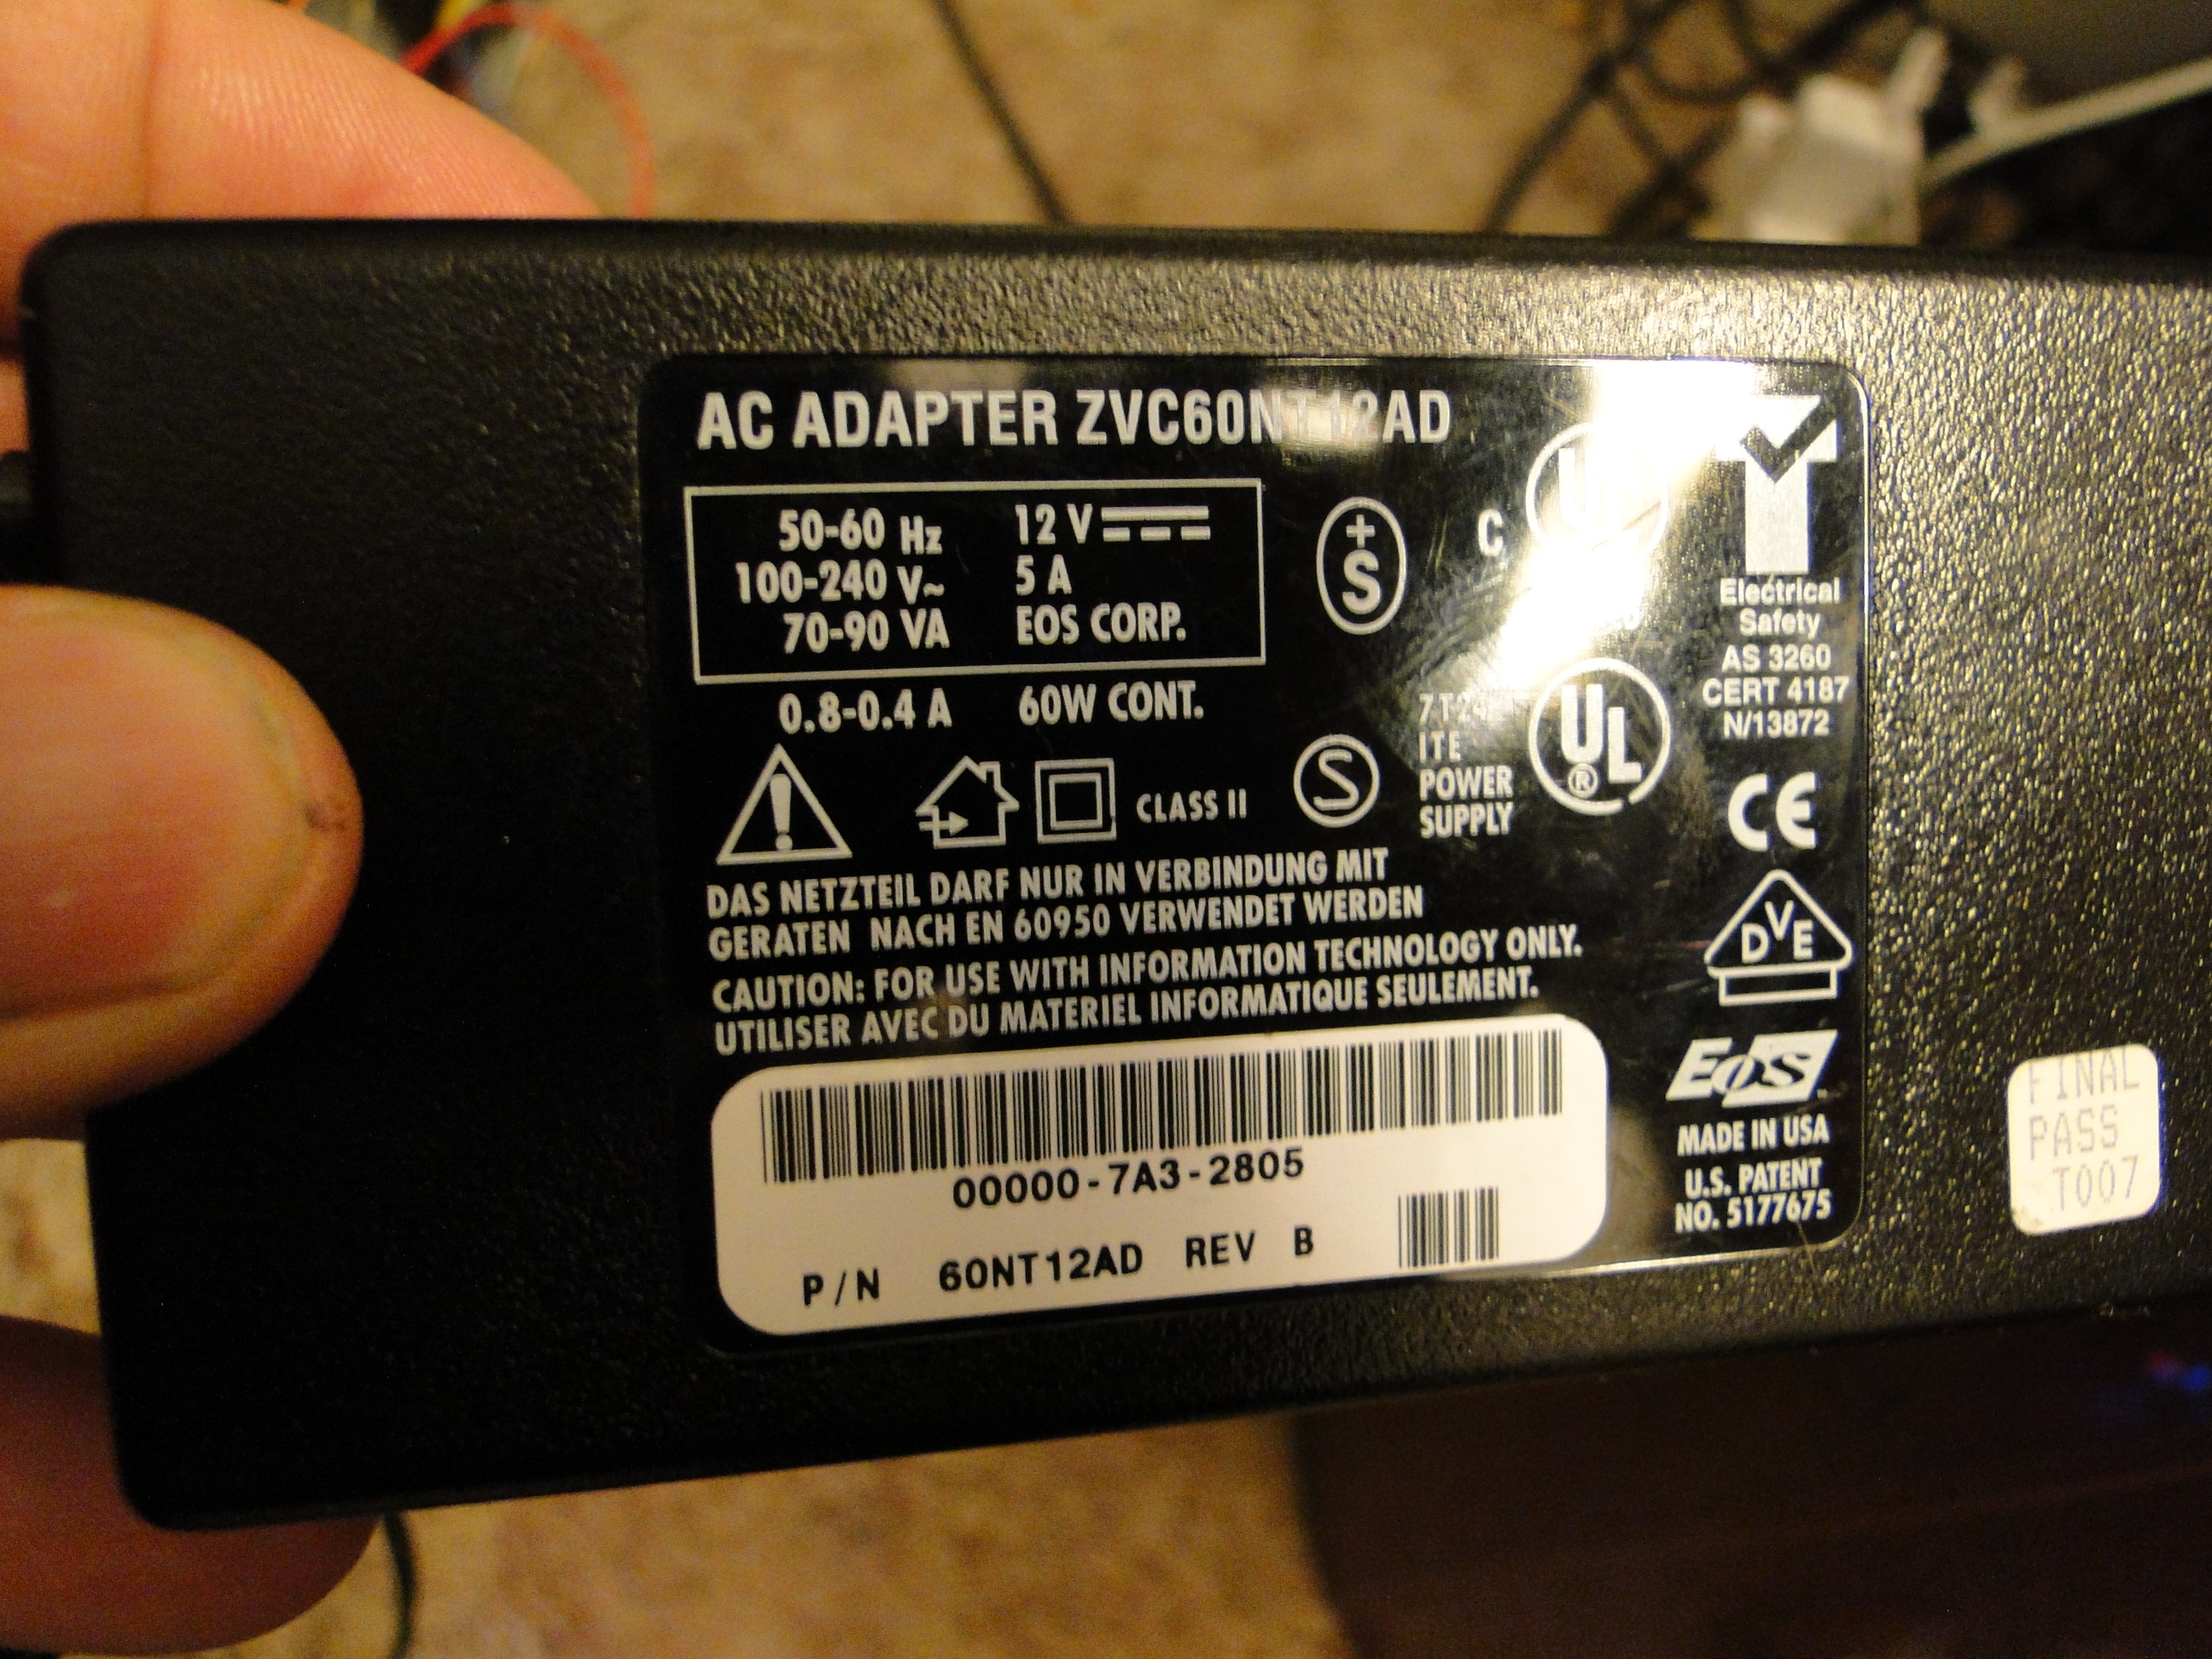 AC ADAPTER ZVC60NT12AD
50-60 Hz 12 V
100-240 V~ 5 A
70-90 VA EOS CORP.
0.8-0.4 A 60W CONT.
+
S
C
U
Electrical
Safety
AS 3260
CERT 4187
N/13872
CLASS II
S
ITE
POWER
SUPPLY
UL
®
CE
DAS NETZTEIL DARF NUR IN VERBINDUNG MIT
GERATEN NACH EN 60950 VERWENDET WERDEN
CAUTION: FOR USE WITH INFORMATION TECHNOLOGY ONLY.
UTILISER AVEC DU MATERIEL INFORMATIQUE SEULEMENT.
DVE
EOS
MADE IN USA
U.S. PATENT
NO. 5177675
00000-7A3-2805
P/N 60NT12AD REV B
FINAL
PASS
T007